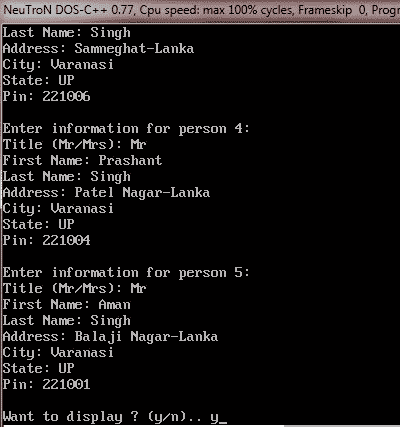 NeuTroN DOS-C++ 0.77, Cpu speed: max 100% cycles, Frameskip 0, Progr
Last Name: Singh
Address: Samneghat-Lanka
City: Varanasi
State: UP
Pin: 221006
Enter information for person 4:
Title (Mr/Mrs): Mr
First Name: Prashant
Last Name: Singh
Address: Patel Nagar-Lanka
City: Varanasi
State: UP
Pin: 221004
Enter information for person 5:
Title (Mr/Mrs): Mr
First Name: Aman
Last Name: Singh
Address: Balaji Nagar-Lanka
City: Varanasi
State: UP
Pin: 221001
Want to display ? (y/n).. y_